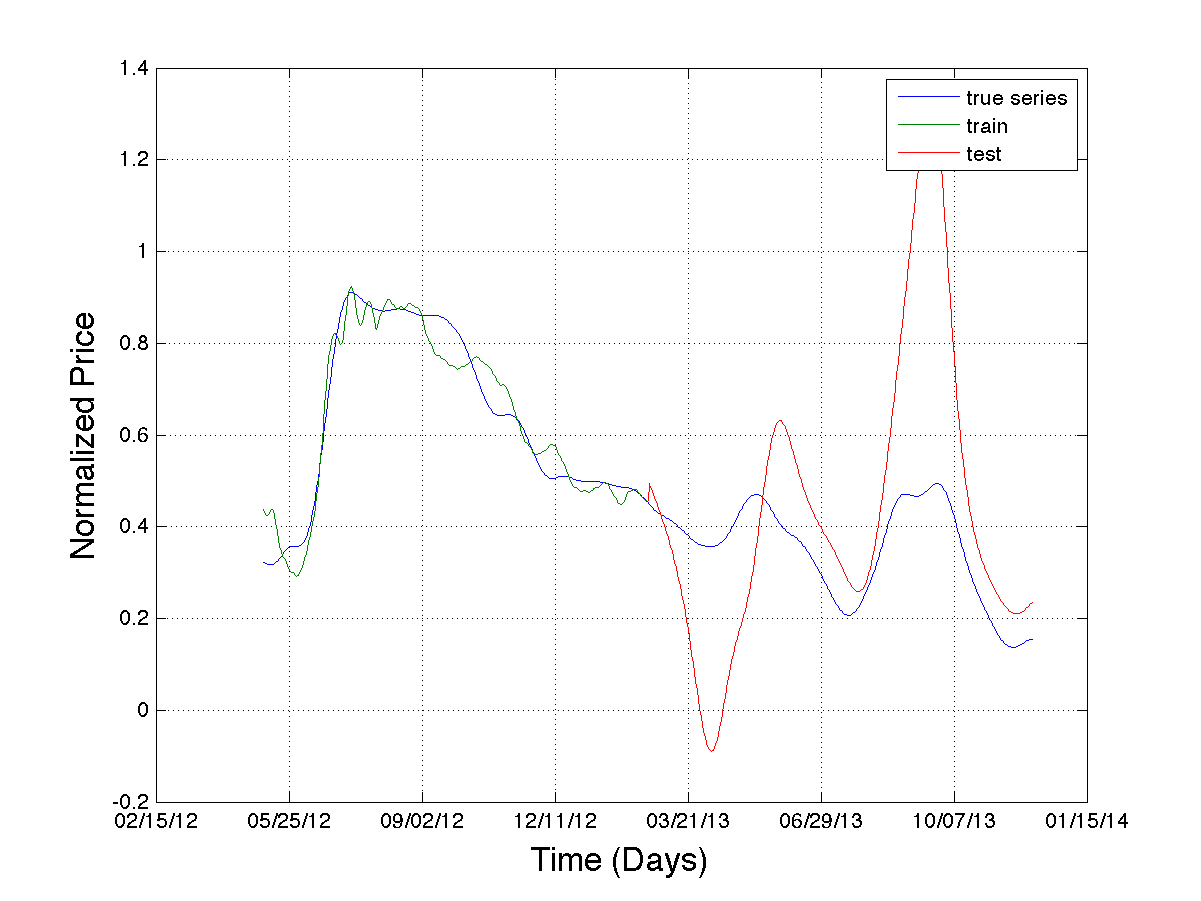 1.4
1.2
1
0.8
0.6
0.4
0.2
0
-0.2
Normalized Price
true series
train
test
02/15/12 05/25/12 09/02/12 12/11/12 03/21/13 06/29/13 10/07/13 01/15/14
Time (Days)